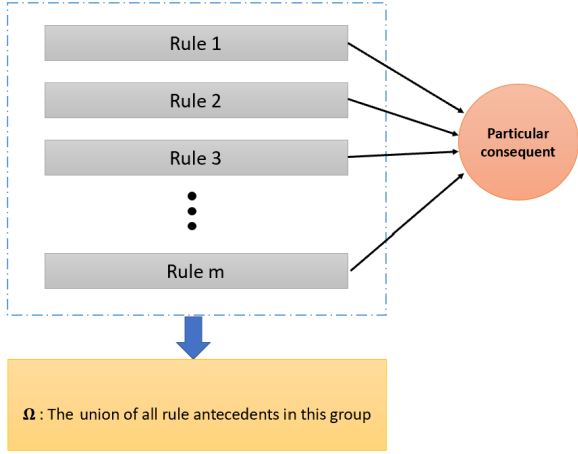 Rule 1
Rule 2
Rule 3
Rule m
Particular
consequent
Ω : The union of all rule antecedents in this group